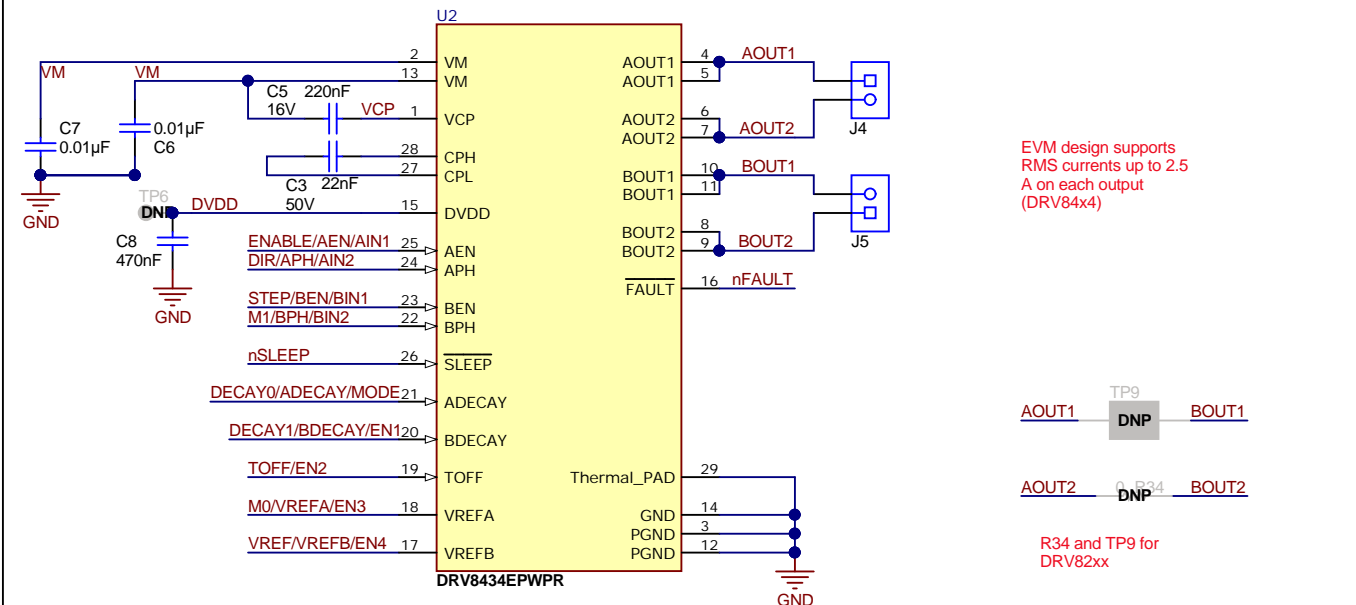 U2
2 VM
13 VM
VM
VM
C5 220nF
16V
VCP 1 VCP
C7
0.01µF
0.01µF
C6
28 CPH
27 CPL
C3 22nF
50V
GND
TP6
DNP
DVDD 15 DVDD
C8
470nF
GND
ENABLE/AEN/AIN1 25 AEN
DIR/APH/AIN2 24 APH
STEP/BEN/BIN1 23 BEN
M1/BPH/BIN2 22 BPH
nSLEEP 26 SLEEP
DECAY0/ADECAY/MODE 21 ADECAY
DECAY1/BDECAY/EN1 20 BDECAY
TOFF/EN2 19 TOFF
M0/VREFA/EN3 18 VREFA
VREF/VREFB/EN4 17 VREFB
DRV8434EPWPR
AOUT1 4 AOUT1
AOUT1 5
AOUT2 6
AOUT2 7 AOUT2
J4
BOUT1 10 BOUT1
BOUT1 11
BOUT2 8
BOUT2 9 BOUT2
J5
FAULT 16 nFAULT
Thermal_PAD 29
GND 14
PGND 3
PGND 12
GND
EVM design supports
RMS currents up to 2.5
A on each output
(DRV84x4)
TP9
AOUT1 DNP BOUT1
0 R34
AOUT2 DNP BOUT2
R34 and TP9 for
DRV82xx